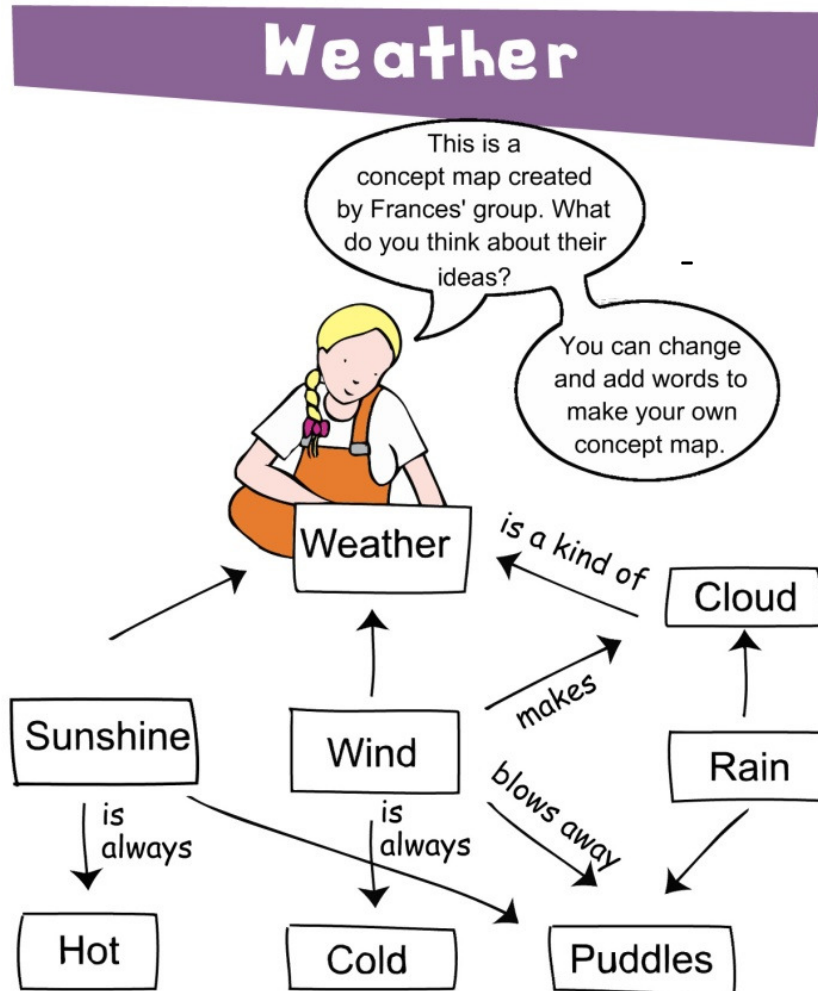 Weather
This is a
concept map created
by Frances' group. What
do you think about their
ideas?
You can change
and add words to
make your own
concept map.
Weather
is a kind of
Cloud
makes
Sunshine
Wind
Rain
blows away
is
always
is
always
Hot
Cold
Puddles